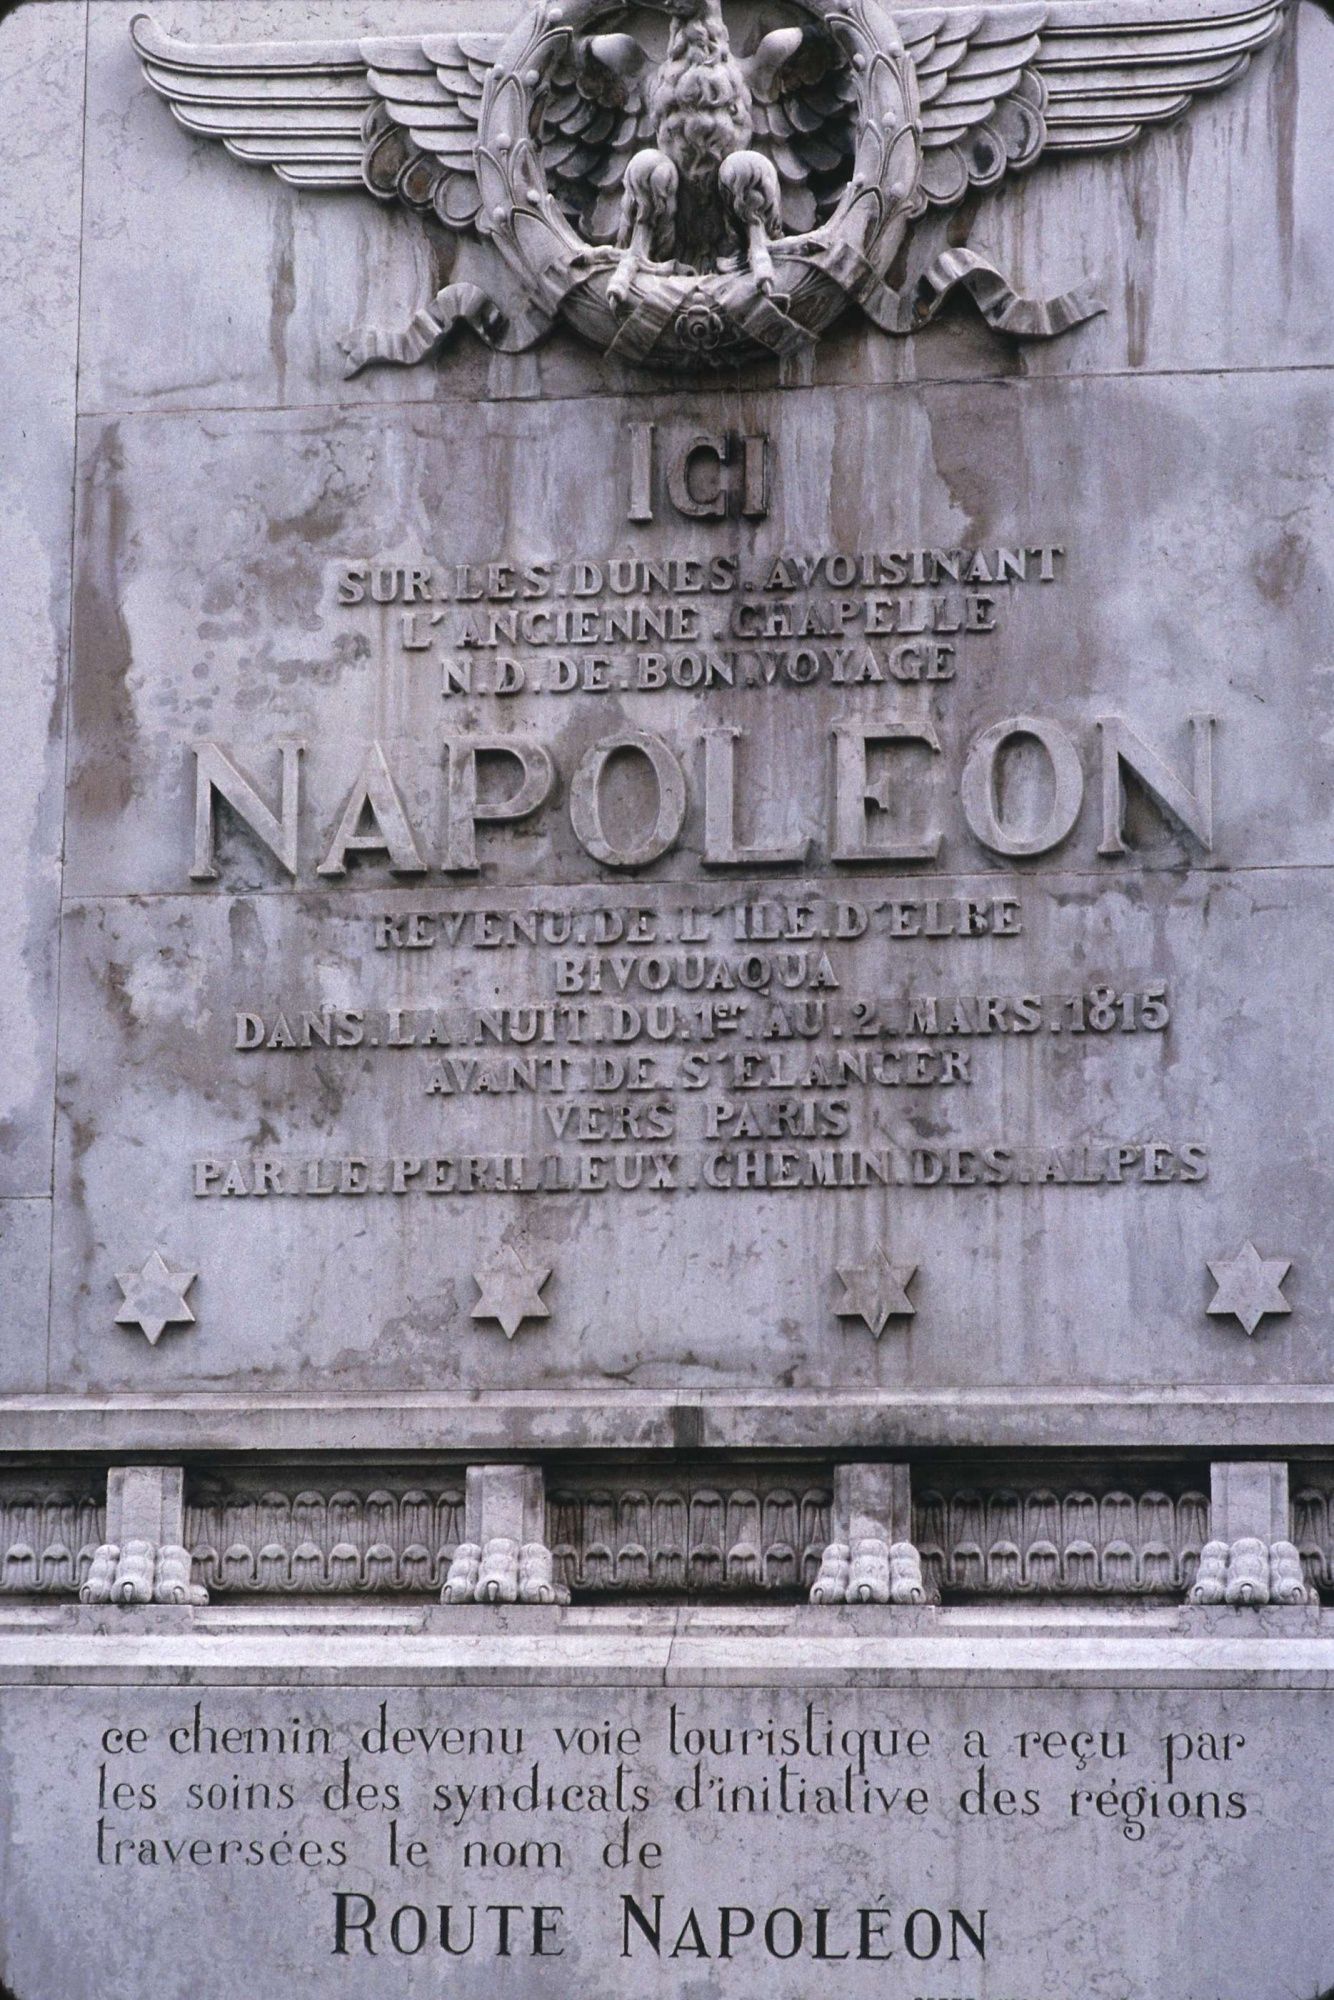 ICI
SUR.LES.DUNES.AVOISINANT
L'ANCIENNE.CHAPELLE
N.D.DE.BON.VOYAGE
NAPOLEON
REVENU.DE.L'ILE.D'ELBE
BIVOUAQUA
DANS.LA.NUIT.DU.1er.AU.2.MARS.1815
AVANT.DE.S'ELANCER
VERS PARIS
PAR.LE.PERILLEUX.CHEMIN.DES.ALPES
ce chemin devenu voie touristique a reçu par
les soins des syndicats d'initiative des régions
traversées le nom de
ROUTE NAPOLÉON